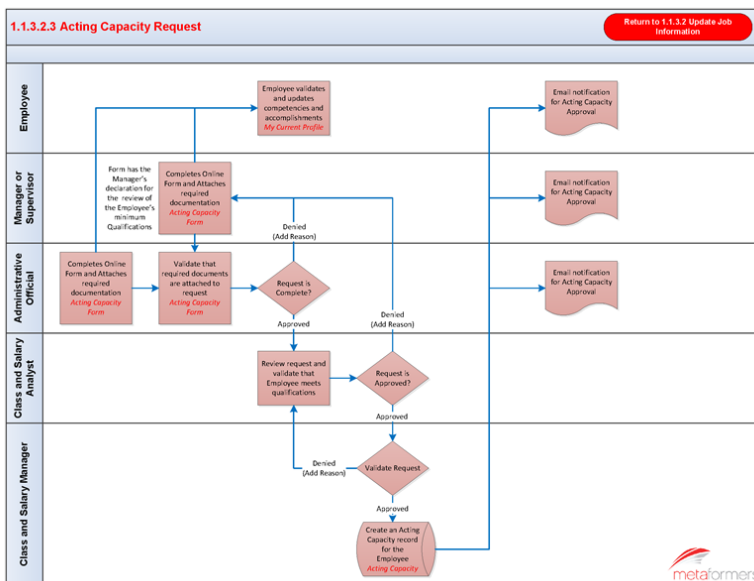 1.1.3.2.3 Acting Capacity Request
Return to 1.1.3.2 Update Job
Information
Employee
Employee validates
and updates
competencies and
accomplishments
My Current Profile
Email notification
for Acting Capacity
Approval
Manager or
Supervisor
Form has the
Manager's
declaration for
the review of
the Employee's
minimum
Qualifications
Completes Online
Form and Attaches
required
documentation
Acting Capacity
Form
Denied
(Add Reason)
Email notification
for Acting Capacity
Approval
Administrative
Official
Completes Online
Form and Attaches
required
documentation
Acting Capacity
Form
Validate that
required documents
are attached to
request
Acting Capacity
Form
Request is
Complete?
Approved
Denied
(Add Reason)
Email notification
for Acting Capacity
Approval
Class and Salary
Analyst
Review request and
validate that
Employee meets
qualifications
Request is
Approved?
Approved
Class and Salary Manager
Denied
(Add Reason)
Validate Request
Approved
Create an Acting
Capacity record
for the
Employee
Acting Capacity
metaformers